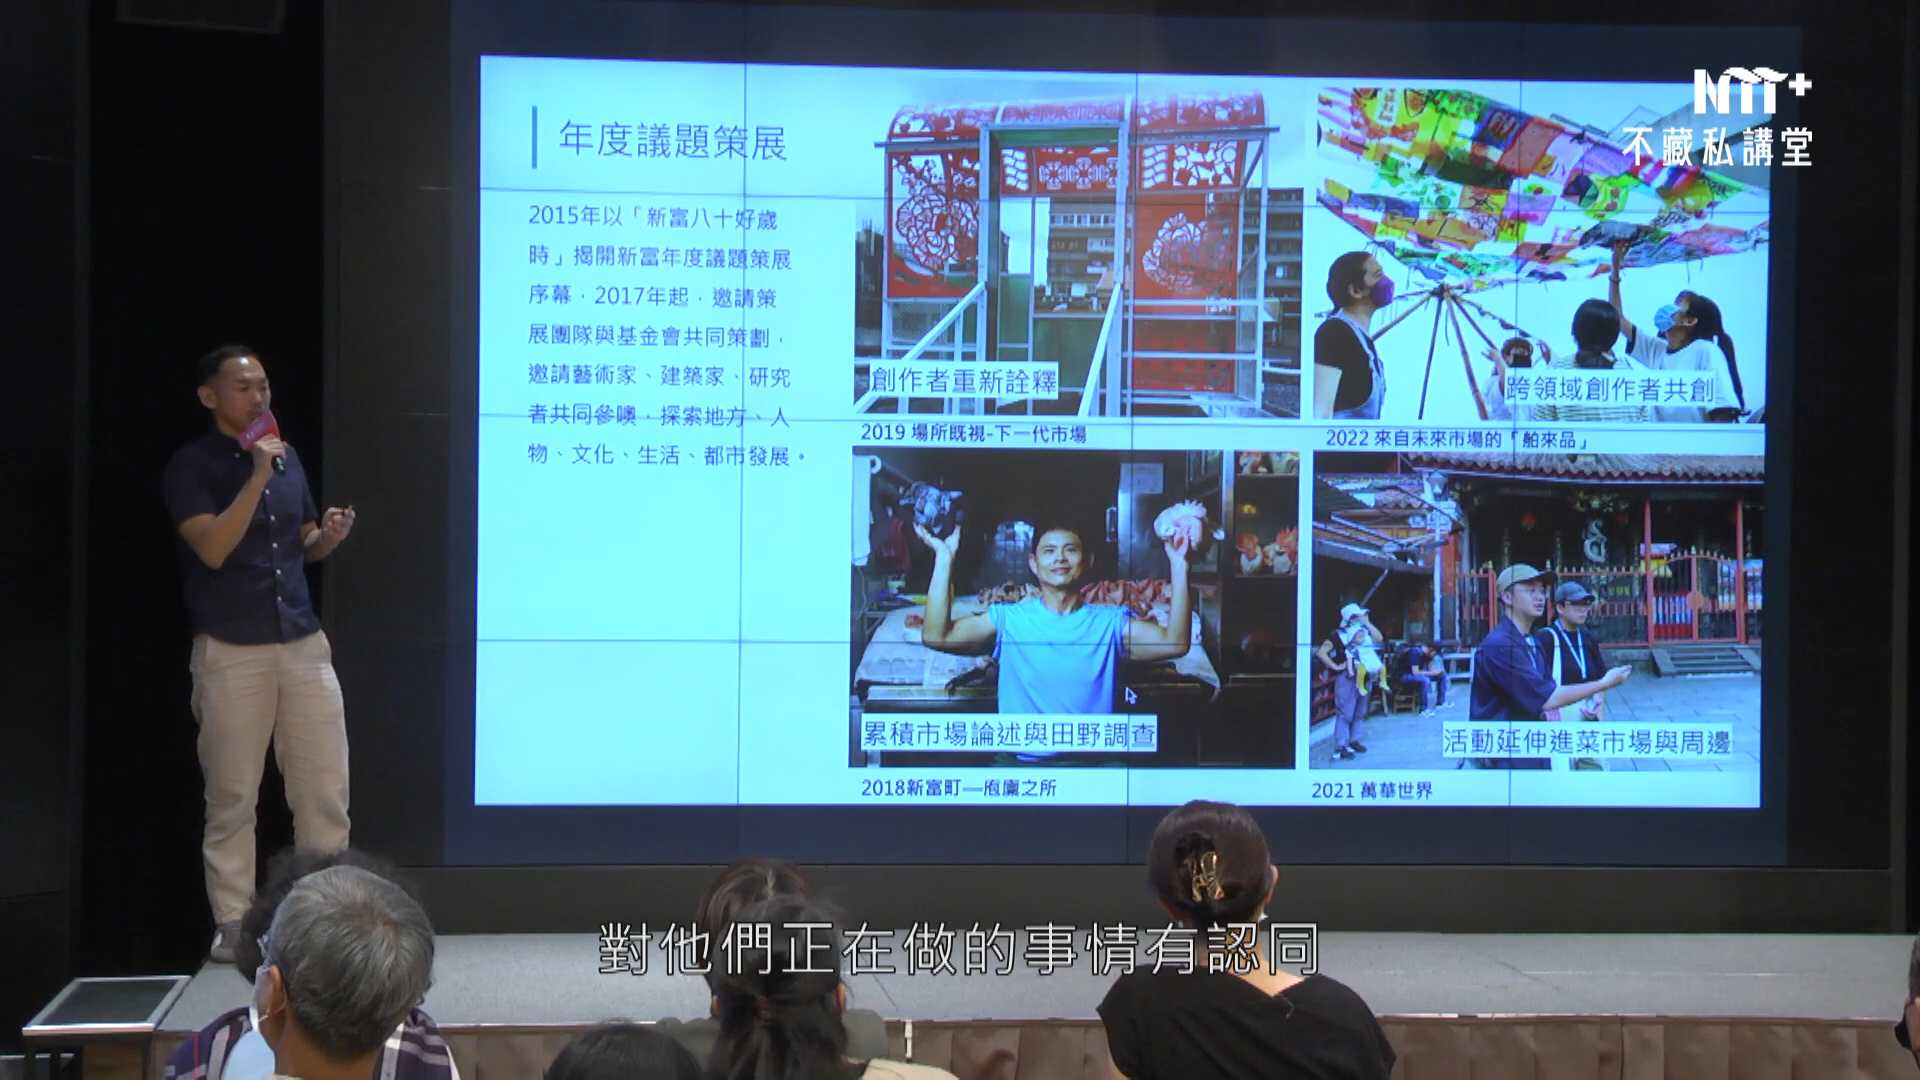 NTT+
不藏私講堂
年度議題策展
2015年以「新富八十好歲
時」揭開新富年度議題策展
序幕，2017年起，邀請策
展團隊與基金會共同策劃，
邀請藝術家、建築家、研究
者共同參噢，探索地方、人
物、文化、生活、都市發展。
創作者重新詮釋
2019 場所既視-下一代市場
跨領域創作者共創
2022 來自未來市場的「舶來品」
累積市場論述與田野調查
2018新富町—庖廩之所
活動延伸進菜市場與周邊
2021 萬華世界
對他們正在做的事情有認同